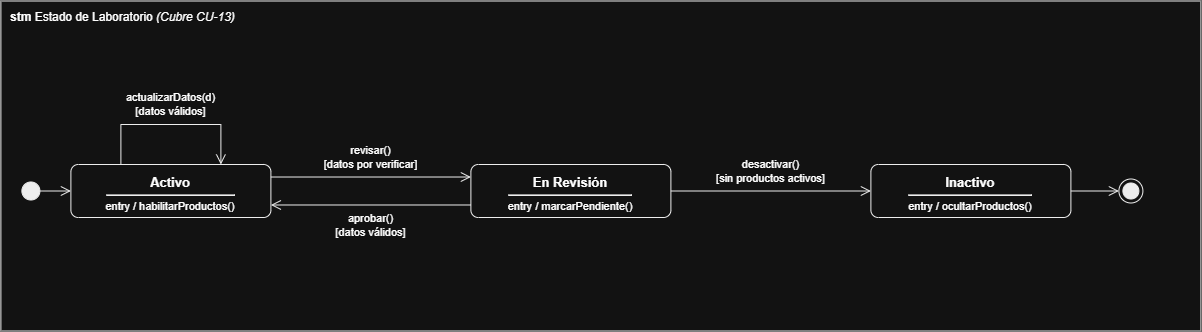 stm Estado de Laboratorio (Cubre CU-13)
actualizarDatos(d)
[datos válidos]
revisar()
[datos por verificar]
desactivar()
[sin productos activos]
Activo
entry / habilitarProductos()
En Revisión
entry / marcarPendiente()
Inactivo
entry / ocultarProductos()
aprobar()
[datos válidos]